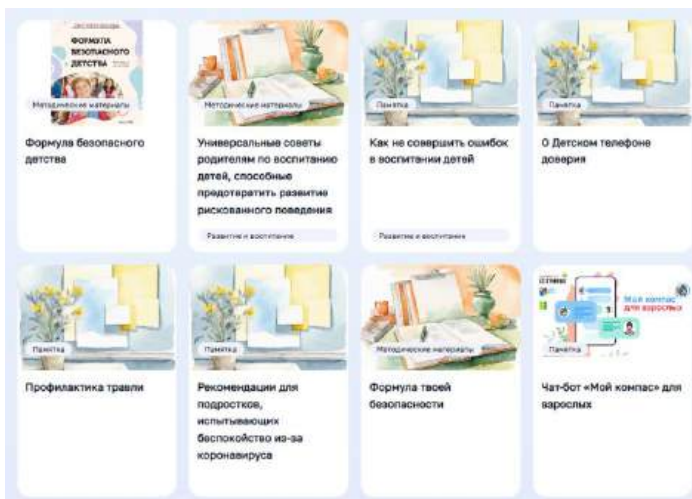 ФОРМУЛА
БЕЗОПАСНОГО
ДЕТСТВА
Методические материалы
Формула безопасного
детства
Методические материалы
Универсальные советы
родителям по воспитанию
детей, способные
предотвратить развитие
рискованного поведения
Развитие и воспитание
Памятка
Как не совершить ошибок
в воспитании детей
Развитие и воспитание
Памятка
О Детском телефоне
доверия
Памятка
Профилактика травли
Памятка
Рекомендации для
подростков,
испытывающих
беспокойство из-за
коронавируса
Методические материалы
Формула твоей
безопасности
Мой компас
для взрослых
Памятка
Чат-бот «Мой компас» для
взрослых